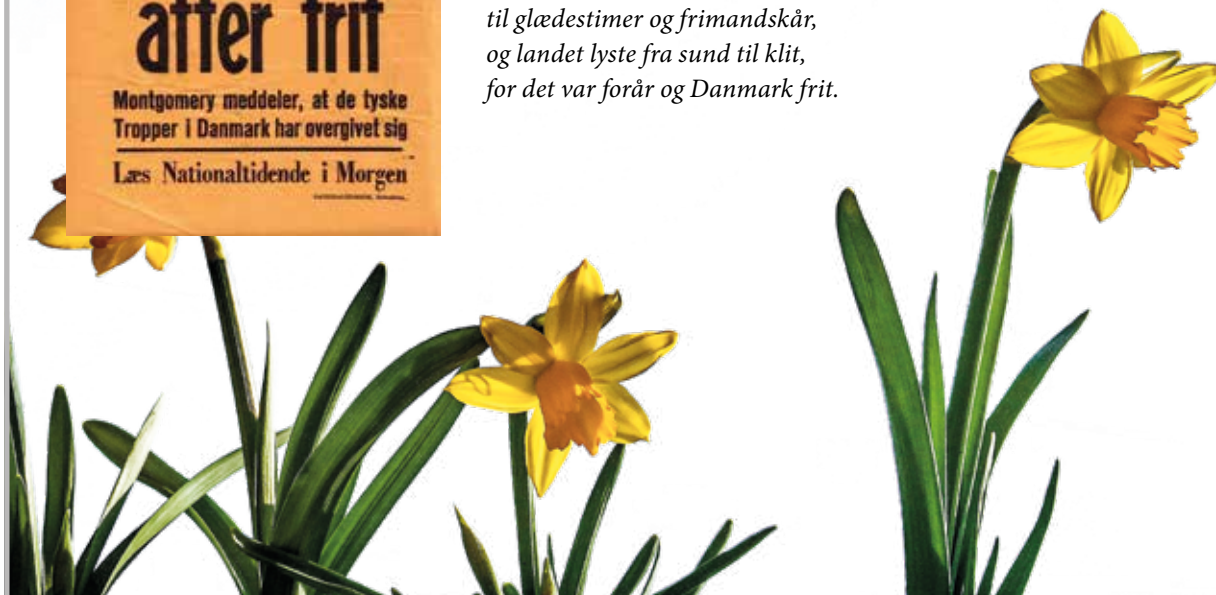 atter frit
Montgomery meddeler, at de tyske
Tropper i Danmark har overgivet sig
Læs Nationaltidende i Morgen
til glædestimer og frimandskår,
og landet lyste fra sund til klit,
for det var forår og Danmark frit.